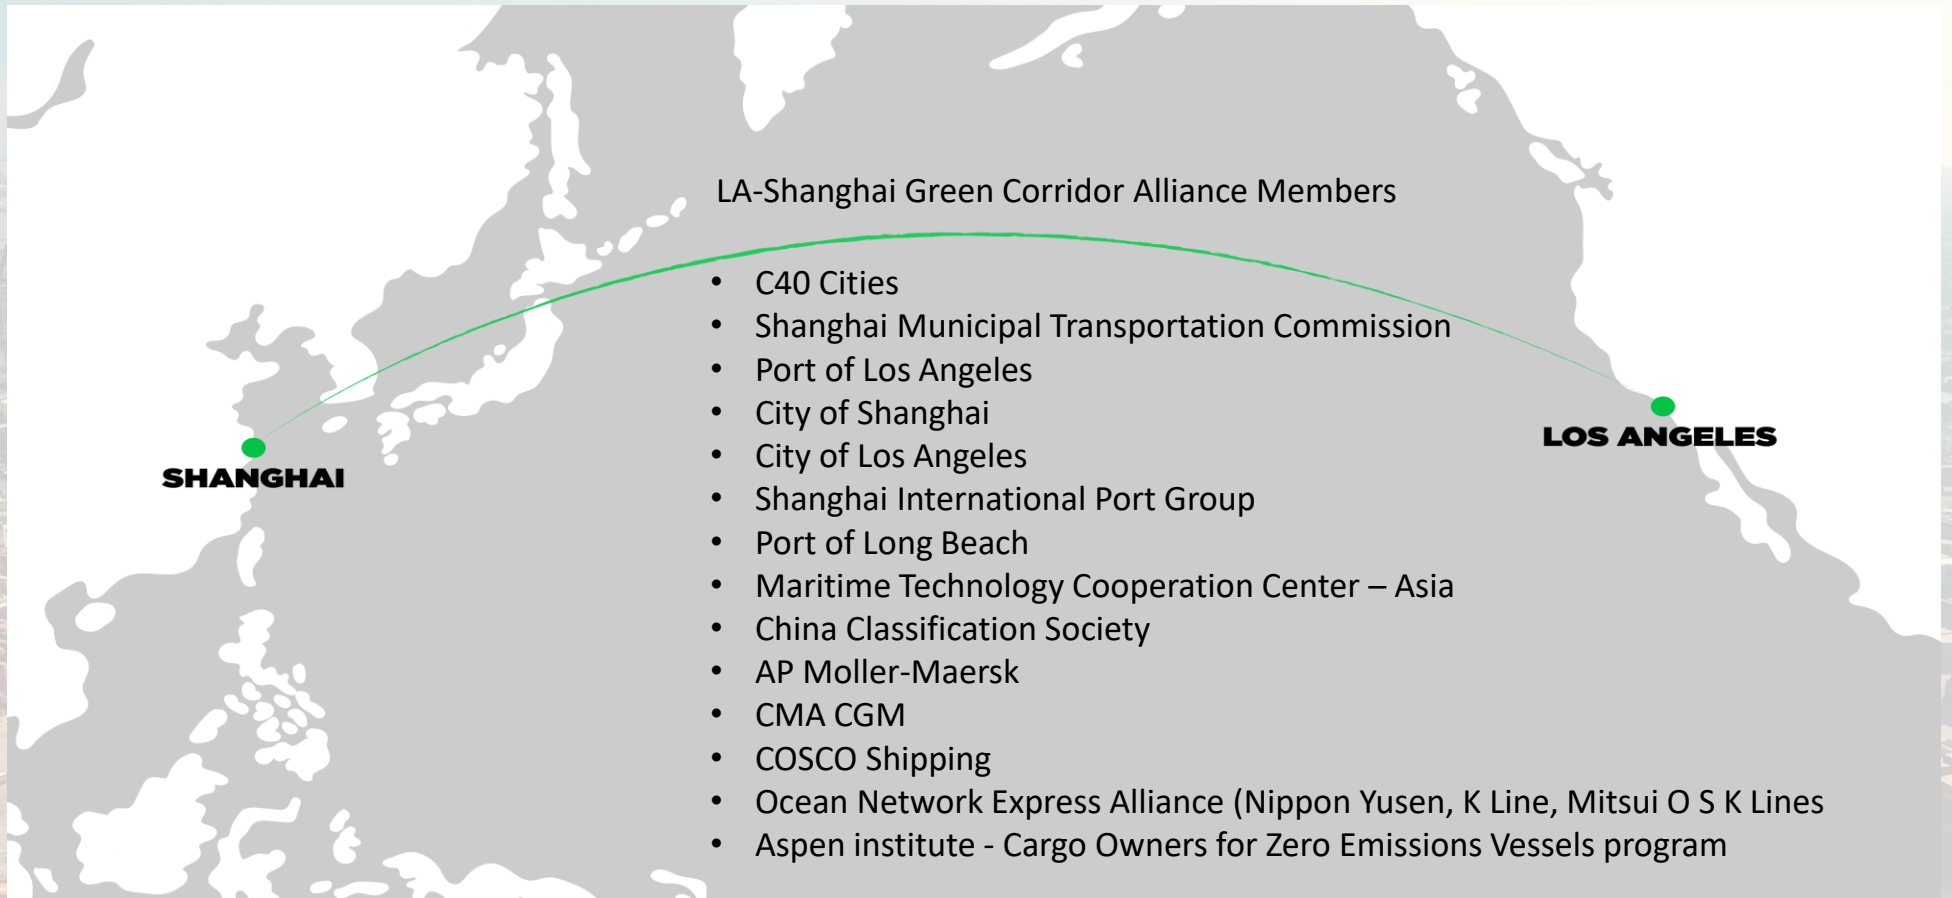 LA-Shanghai Green Corridor Alliance Members
• C40 Cities
• Shanghai Municipal Transportation Commission
• Port of Los Angeles
• City of Shanghai
• City of Los Angeles
• Shanghai International Port Group
• Port of Long Beach
• Maritime Technology Cooperation Center – Asia
• China Classification Society
• AP Moller-Maersk
• CMA CGM
• COSCO Shipping
• Ocean Network Express Alliance (Nippon Yusen, K Line, Mitsui O S K Lines
• Aspen institute - Cargo Owners for Zero Emissions Vessels program
SHANGHAI
LOS ANGELES